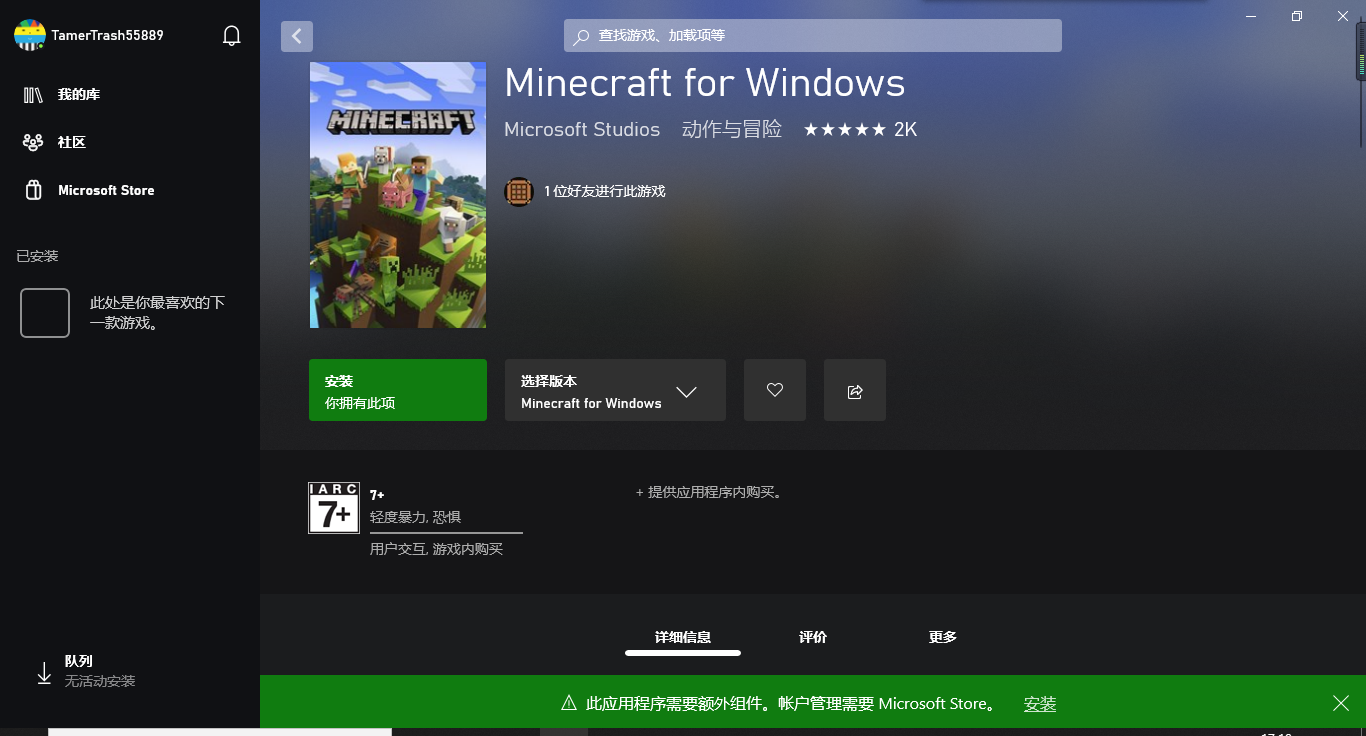 TamerTrash55889
我的库
社区
Microsoft Store
已安装
此处是你最喜欢的下
一款游戏。
队列
无活动安装
查找游戏、加载项等
MINECRAFT
Minecraft for Windows
Microsoft Studios 动作与冒险 ★★★★★ 2K
1 位好友进行此游戏
安装
你拥有此项
选择版本
Minecraft for Windows
IARC
7+
7+
轻度暴力, 恐惧
用户交互, 游戏内购买
+ 提供应用程序内购买。
详细信息 评价 更多
此应用程序需要额外组件。帐户管理需要 Microsoft Store。 安装